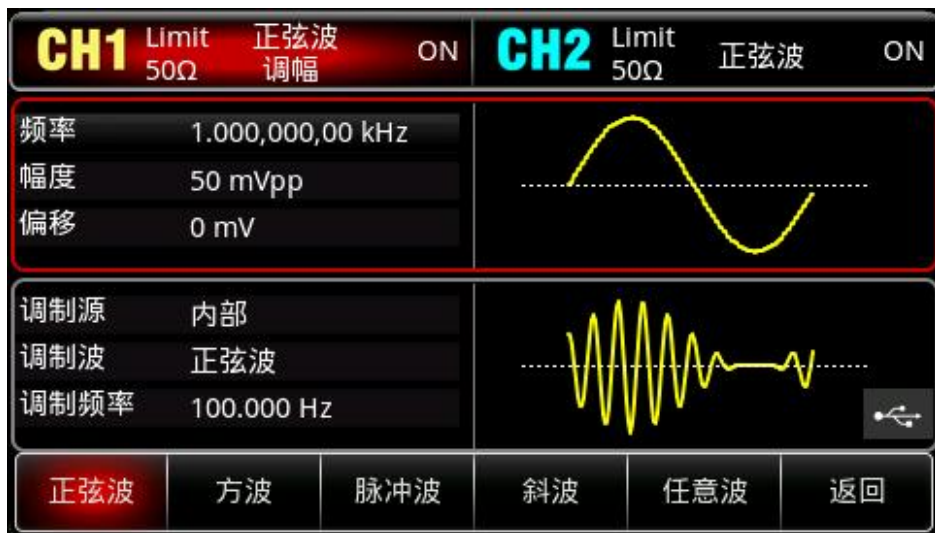 CH1 Limit 正弦波 ON CH2 Limit 正弦波 ON
50Ω 调幅 50Ω
频率 1.000,000,00 kHz
幅度 50 mVpp
偏移 0 mV
调制源 内部
调制波 正弦波
调制频率 100.000 Hz
正弦波 方波 脉冲波 斜波 任意波 返回